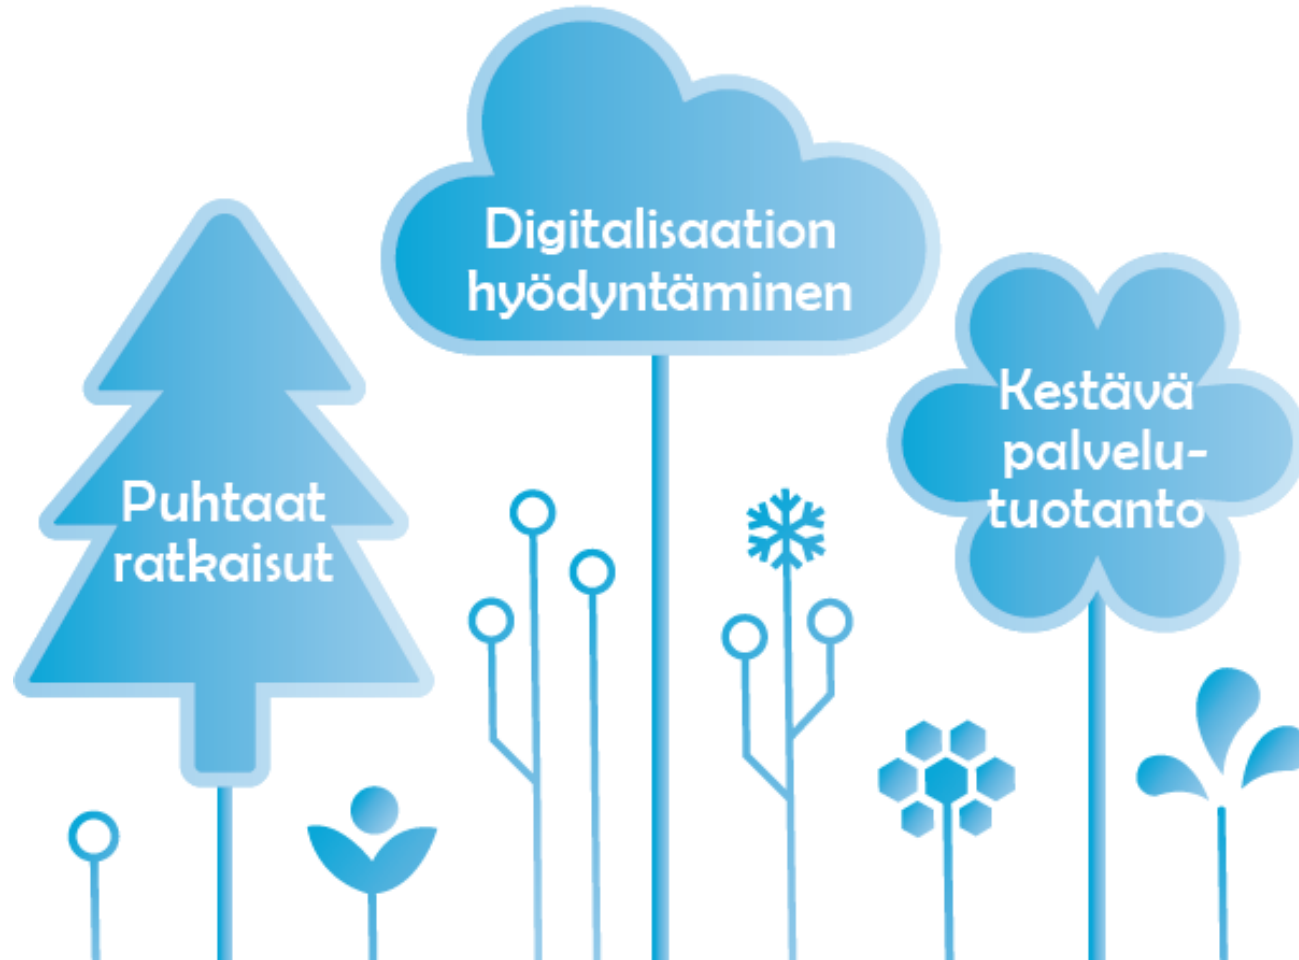 Digitalisaation
hyödyntäminen
Puhtaat
ratkaisut
Kestävä
palvelu-
tuotanto